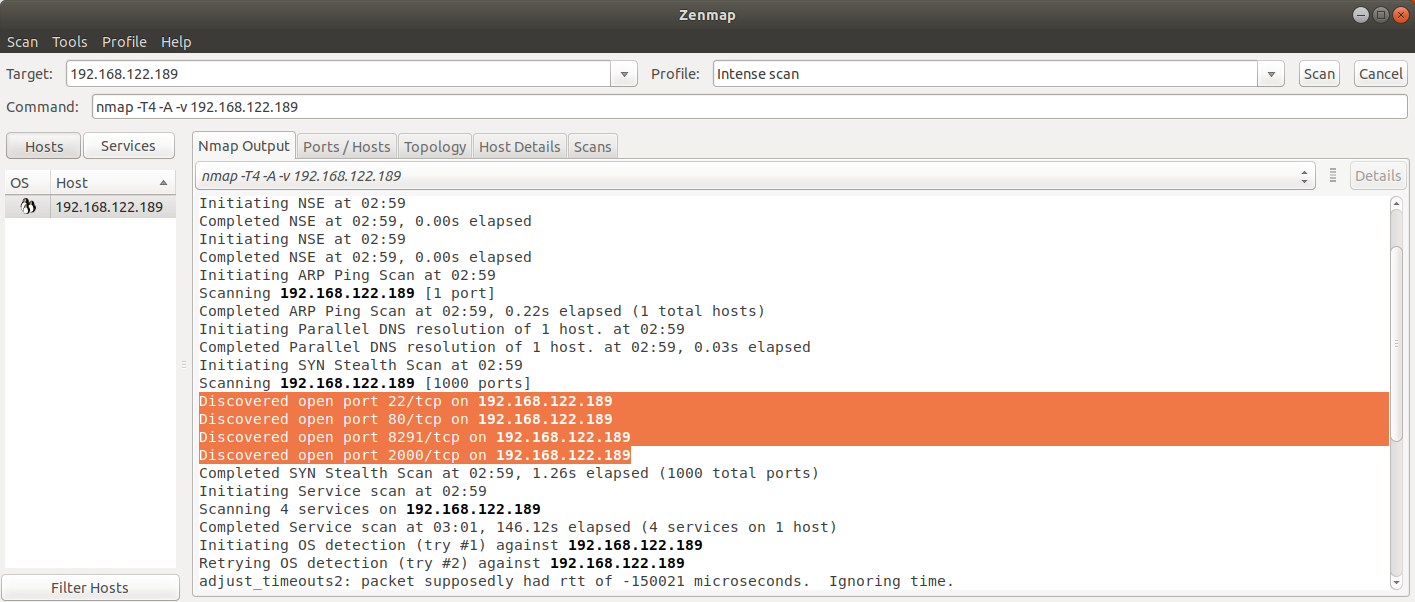 Zenmap
Scan Tools Profile Help
Target: 192.168.122.189 Profile: Intense scan Scan Cancel
Command: nmap -T4 -A -v 192.168.122.189
Hosts Services
Nmap Output Ports / Hosts Topology Host Details Scans
nmap -T4 -A -v 192.168.122.189 Details
OS Host
192.168.122.189
Initiating NSE at 02:59
Completed NSE at 02:59, 0.00s elapsed
Initiating NSE at 02:59
Completed NSE at 02:59, 0.00s elapsed
Initiating ARP Ping Scan at 02:59
Scanning 192.168.122.189 [1 port]
Completed ARP Ping Scan at 02:59, 0.22s elapsed (1 total hosts)
Initiating Parallel DNS resolution of 1 host. at 02:59
Completed Parallel DNS resolution of 1 host. at 02:59, 0.03s elapsed
Initiating SYN Stealth Scan at 02:59
Scanning 192.168.122.189 [1000 ports]
Discovered open port 22/tcp on 192.168.122.189
Discovered open port 80/tcp on 192.168.122.189
Discovered open port 8291/tcp on 192.168.122.189
Discovered open port 2000/tcp on 192.168.122.189
Completed SYN Stealth Scan at 02:59, 1.26s elapsed (1000 total ports)
Initiating Service scan at 02:59
Scanning 4 services on 192.168.122.189
Completed Service scan at 03:01, 146.12s elapsed (4 services on 1 host)
Initiating OS detection (try #1) against 192.168.122.189
Retrying OS detection (try #2) against 192.168.122.189
adjust_timeouts2: packet supposedly had rtt of -150021 microseconds.  Ignoring time.
Filter Hosts